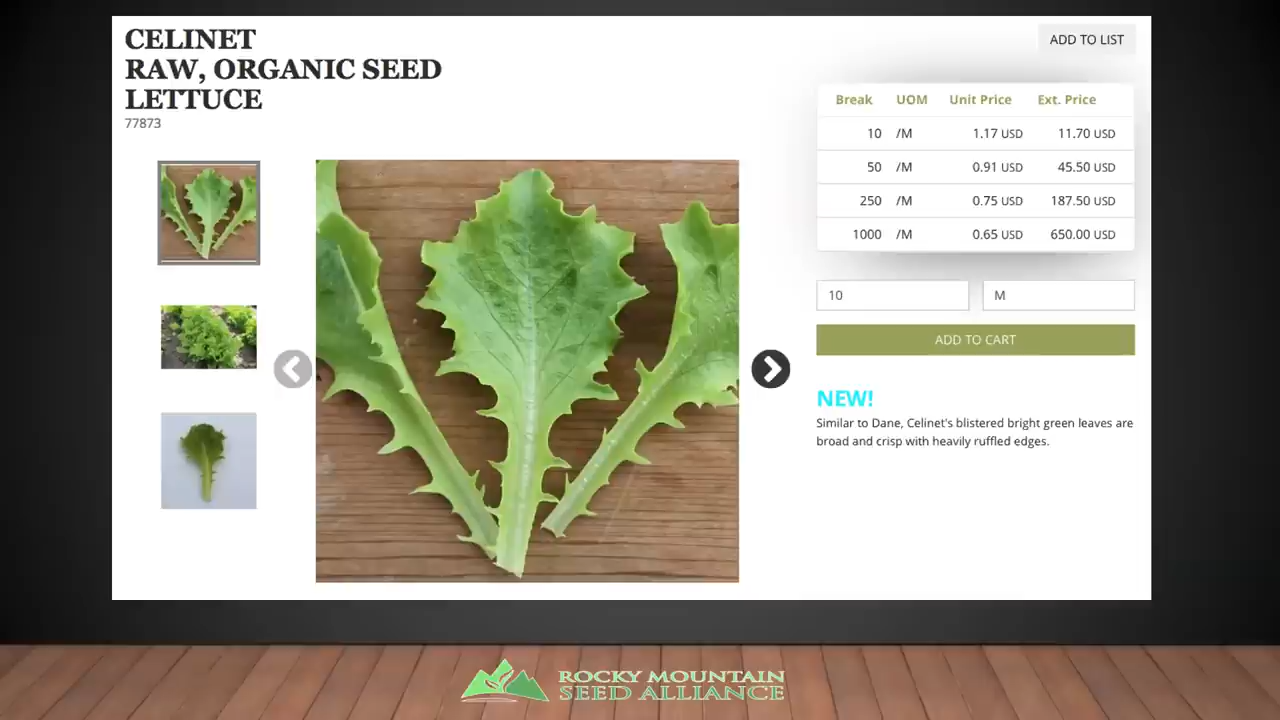 CELINET
RAW, ORGANIC SEED
LETTUCE
77873
ADD TO LIST
Break UOM Unit Price Ext. Price
10 /M 1.17 USD 11.70 USD
50 /M 0.91 USD 45.50 USD
250 /M 0.75 USD 187.50 USD
1000 /M 0.65 USD 650.00 USD
10 M
ADD TO CART
NEW!
Similar to Dane, Celinet's blistered bright green leaves are
broad and crisp with heavily ruffled edges.
ROCKY MOUNTAIN
SEED ALLIANCE